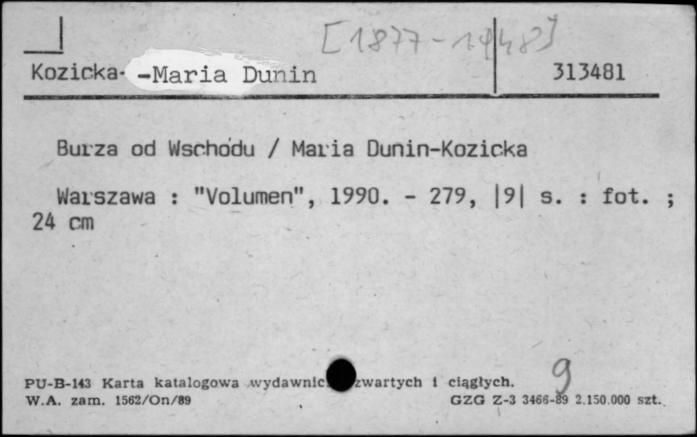 [1877-1948]
Kozicka- -Maria Dunin 313481
Burza od Wschodu / Maria Dunin-Kozicka
Warszawa : "Volumen", 1990. - 279, |9| s. : fot. ;
24 cm
9
PU-B-143 Karta katalogowa wydawnic zwartych i ciągłych.
W.A. zam. 1562/On/89 GZG Z-3 3466-89 2.150.000 szt.